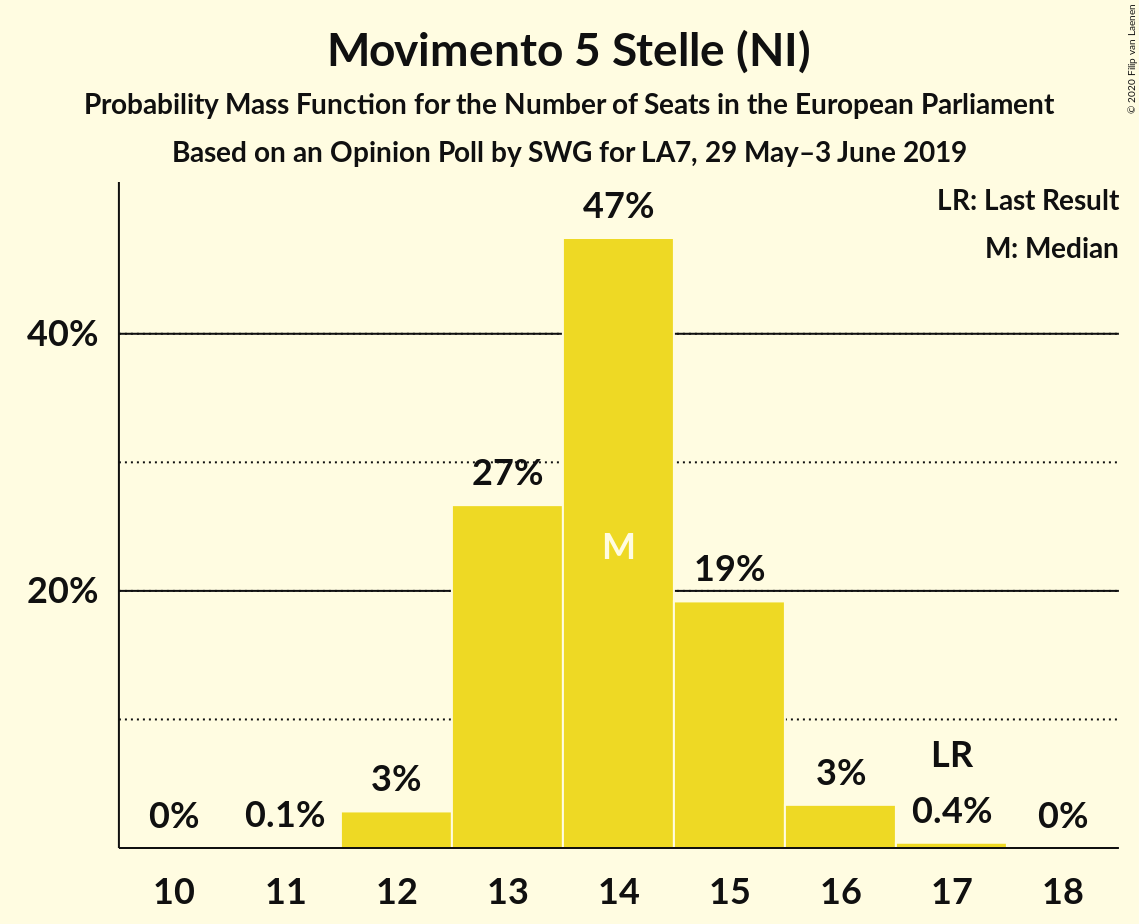 Movimento 5 Stelle (NI)
Probability Mass Function for the Number of Seats in the European Parliament
Based on an Opinion Poll by SWG for LA7, 29 May–3 June 2019
© 2020 Filip van Laenen
LR: Last Result
M: Median
47%
40%
27%
M
19%
20%
LR
3%
3%
0%
0.1%
0.4%
0%
10 11 12 13 14 15 16 17 18